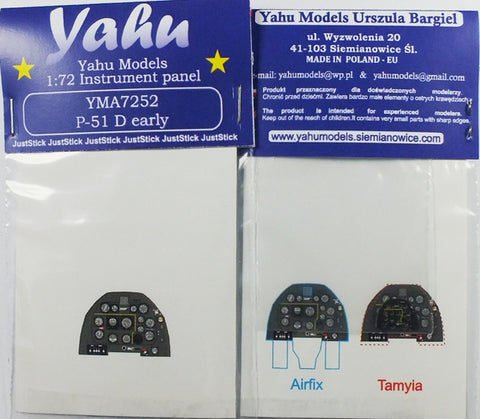 Yahu
Yahu Models
1:72 Instrument panel
YMA7252
P-51 D early
JustStick JustStick JustStick JustStick JustStick JustStick
Yahu Models Urszula Bargiel
ul. Wyzwolenia 20
41-103 Siemianowice Śl.
MADE IN POLAND - EU
e-mail: yahumodels@wp.pl & yahumodels@gmail.com
Produkt przeznaczony dla doświadczonych modelarzy.
Chronić przed dziećmi. Zawiera bardzo małe elementy o ostrych krawędziach
The product is intended for experienced modelers.
Keep out of the reach of children. It contains very small parts with sharp edges.
www.yahumodels.siemianowice.com
Airfix
Tamyia